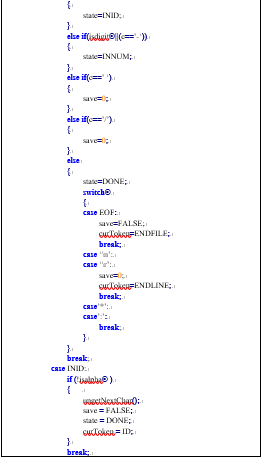 {
state=INID;
}
else if(isdigit®||(c=='-'))
{
state=INNUM;
}
else if(c==' ')
{
save=0;
}
else if(c=='/')
{
save=0;
}
else
{
state=DONE;
switch®
{
case EOF:
save=FALSE;
curToken=ENDFILE;
break;
case '\n':
case '\r':
save=0;
curToken=ENDLINE;
break;
case'*':
case':':
break;
}
}
break;
case INID:
if (!isalpha®)
{
ungetNextChar();
save = FALSE;
state = DONE;
curToken = ID;
}
break;